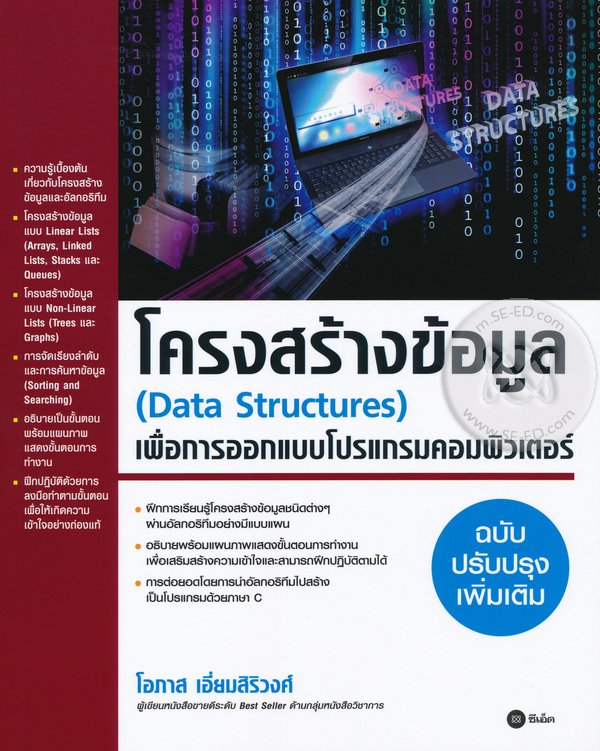 DATA
STRUCTURES
DATA
STRUCTURES
• ความรู้เบื้องต้น
เกี่ยวกับโครงสร้าง
ข้อมูลและอัลกอริทึม
• โครงสร้างข้อมูล
แบบ Linear Lists
(Arrays, Linked
Lists, Stacks และ
Queues)
• โครงสร้างข้อมูล
แบบ Non-Linear
Lists (Trees และ
Graphs)
• การจัดเรียงลำดับ
และการค้นหาข้อมูล
(Sorting and
Searching)
• อธิบายเป็นขั้นตอน
พร้อมแผนภาพ
แสดงขั้นตอนการ
ทำงาน
• ฝึกปฏิบัติด้วยการ
ลงมือทำตามขั้นตอน
เพื่อให้เกิดความ
เข้าใจอย่างถ่องแท้
โครงสร้างข้อมูล
(Data Structures)
เพื่อการออกแบบโปรแกรมคอมพิวเตอร์
m.SE-ED.com
www.SE-ED.com
• ฝึกการเรียนรู้โครงสร้างข้อมูลชนิดต่างๆ
ผ่านอัลกอริทึมอย่างมีแบบแผน
• อธิบายพร้อมแผนภาพแสดงขั้นตอนการทำงาน
เพื่อเสริมสร้างความเข้าใจและสามารถฝึกปฏิบัติตามได้
• การต่อยอดโดยการนำอัลกอริทึมไปสร้าง
เป็นโปรแกรมด้วยภาษา C
ฉบับ
ปรับปรุง
เพิ่มเติม
โอภาส เอี่ยมสิริวงศ์
ผู้เขียนหนังสือขายดีระดับ Best Seller ด้านกลุ่มหนังสือวิชาการ
ซีเอ็ด